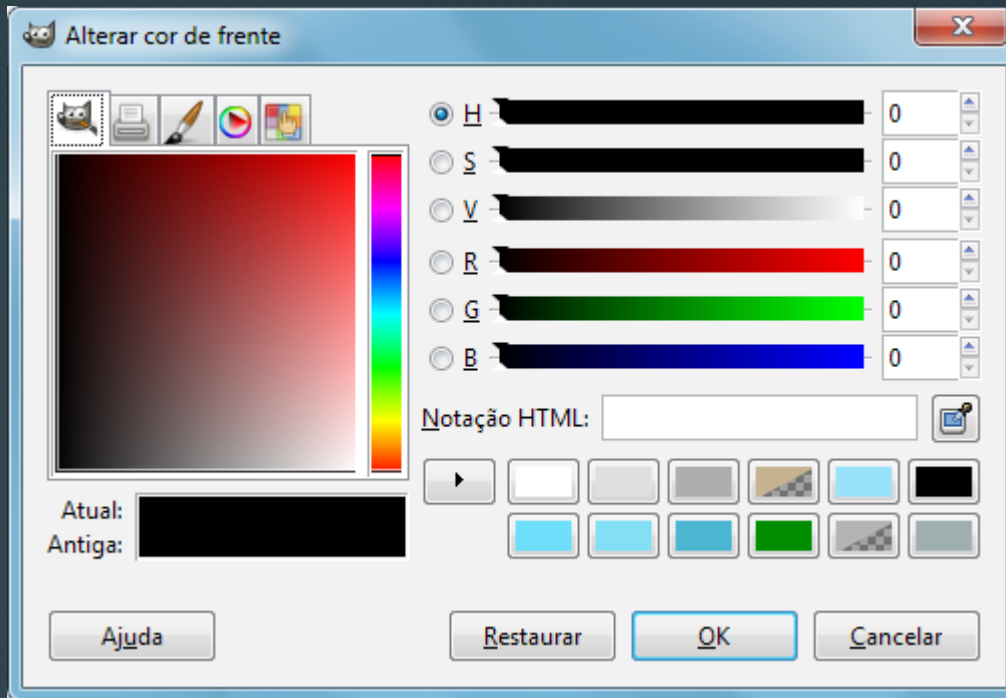 Alterar cor de frente
H 0
S 0
V 0
R 0
G 0
B 0
Notação HTML:
Atual:
Antiga:
Ajuda
Restaurar
OK
Cancelar